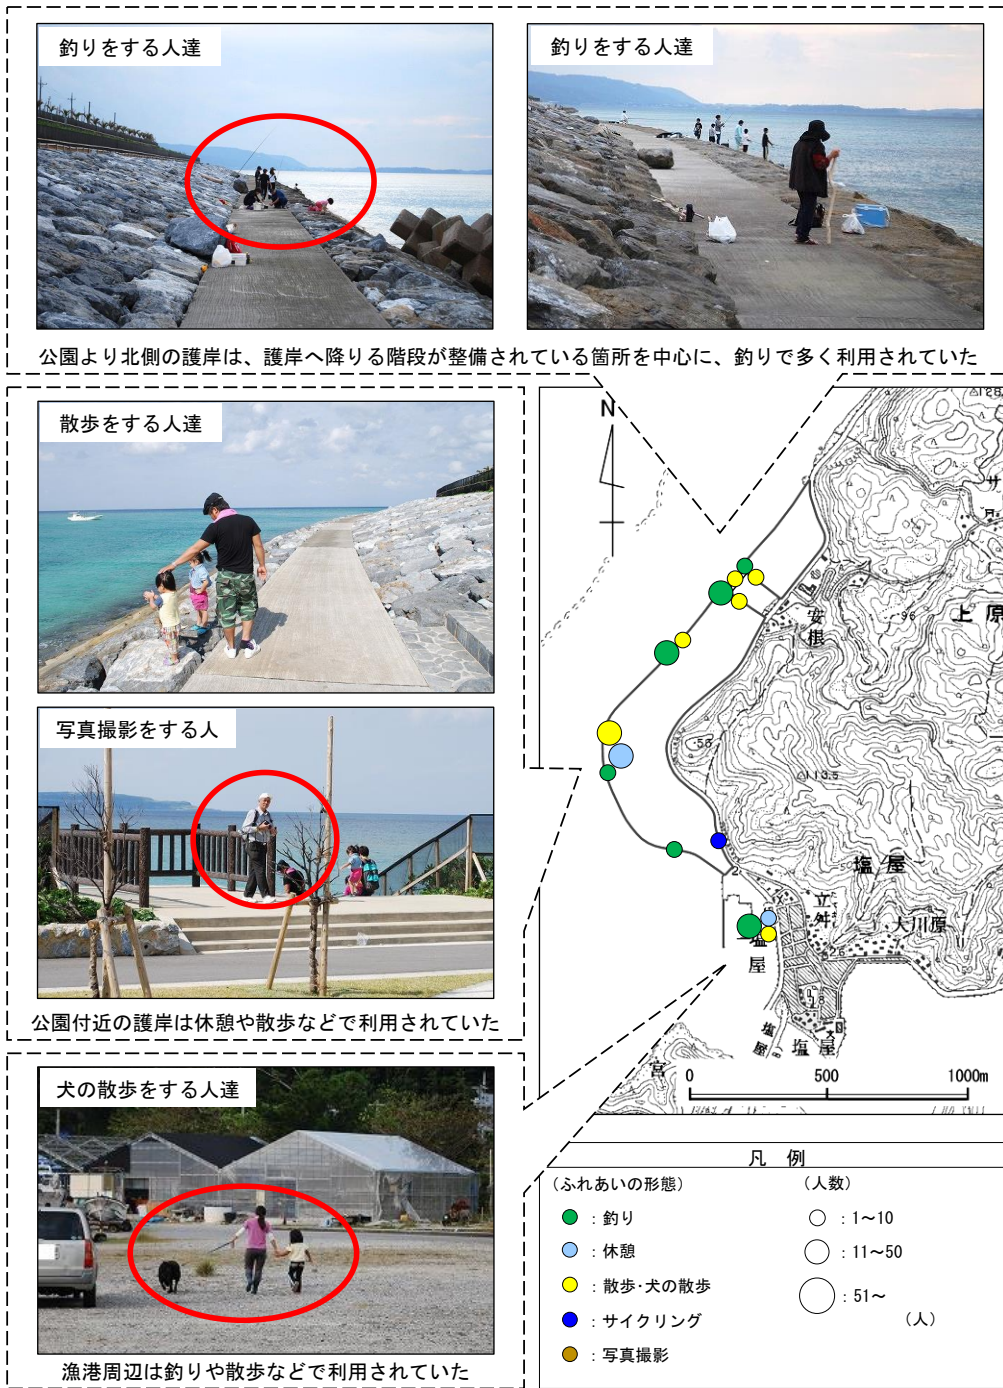 釣りをする人達
釣りをする人達
公園より北側の護岸は、護岸へ降りる階段が整備されている箇所を中心に、釣りで多く利用されていた
散歩をする人達
写真撮影をする人
公園付近の護岸は休憩や散歩などで利用されていた
犬の散歩をする人達
漁港周辺は釣りや散歩などで利用されていた
N
サ
上原
安根
96
56
△113.5
塩屋
立舛
大川原
塩屋
塩屋
塩屋
宮
0 500 1000m
凡 例
(ふれあいの形態) (人数)
：釣り ：1～10
：休憩 ：11～50
：散歩・犬の散歩 ：51～
(人)
：サイクリング
：写真撮影